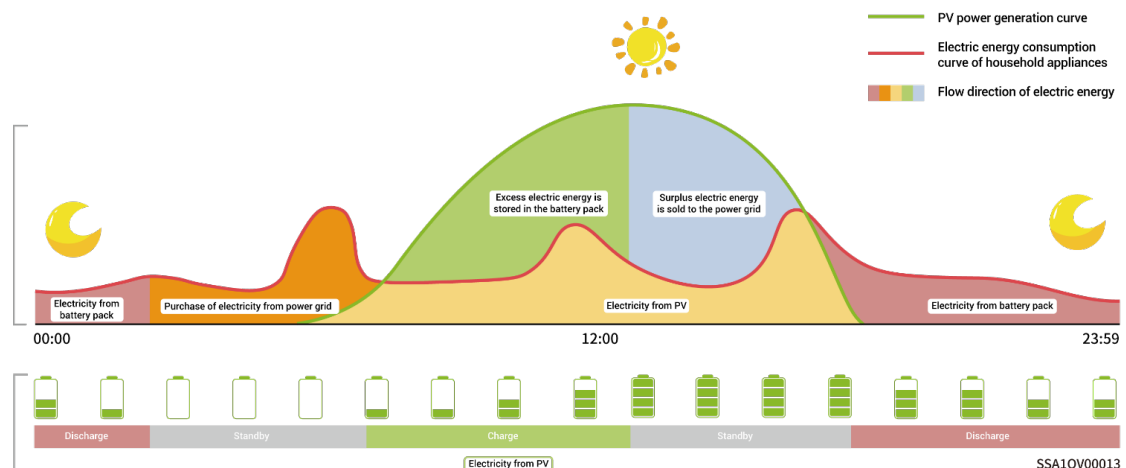 PV power generation curve
Electric energy consumption
curve of household appliances
Flow direction of electric energy
Excess electric energy is
stored in the battery pack
Surplus electric energy
is sold to the power grid
Electricity from
battery pack
Purchase of electricity from power grid
Electricity from PV
Electricity from battery pack
00:00
12:00
23:59
Discharge
Standby
Charge
Standby
Discharge
Electricity from PV
SSA1OV00013